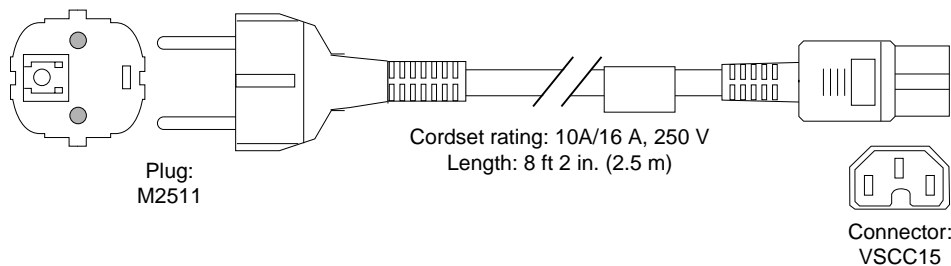 Cordset rating: 10A/16 A, 250 V
Length: 8 ft 2 in. (2.5 m)
Plug:
M2511
Connector:
VSCC15